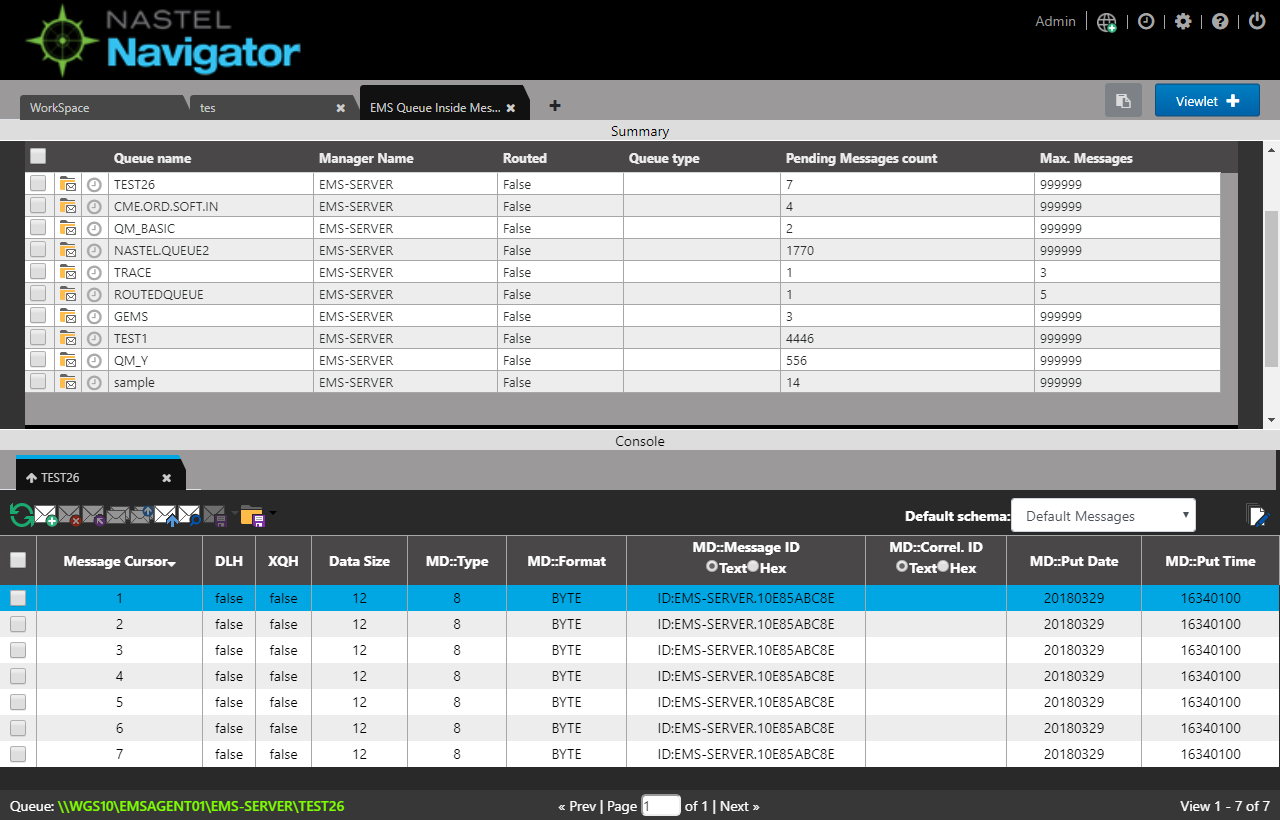 NASTEL
Navigator
Admin
WorkSpace tes EMS Queue Inside Mes...
Viewlet
Summary
Queue name Manager Name Routed Queue type Pending Messages count Max. Messages
TEST26 EMS-SERVER False 7 999999
CME.ORD.SOFT.IN EMS-SERVER False 4 999999
QM_BASIC EMS-SERVER False 2 999999
NASTEL.QUEUE2 EMS-SERVER False 1770 999999
TRACE EMS-SERVER False 1 3
ROUTEDQUEUE EMS-SERVER False 1 5
GEMS EMS-SERVER False 3 999999
TEST1 EMS-SERVER False 4446 999999
QM_Y EMS-SERVER False 556 999999
sample EMS-SERVER False 14 999999
Console
TEST26
Default schema: Default Messages
Message Cursor DLH XQH Data Size MD::Type MD::Format MD::Message ID Text Hex MD::Correl. ID Text Hex MD::Put Date MD::Put Time
1 false false 12 8 BYTE ID:EMS-SERVER.10E85ABC8E 20180329 16340100
2 false false 12 8 BYTE ID:EMS-SERVER.10E85ABC8E 20180329 16340100
3 false false 12 8 BYTE ID:EMS-SERVER.10E85ABC8E 20180329 16340100
4 false false 12 8 BYTE ID:EMS-SERVER.10E85ABC8E 20180329 16340100
5 false false 12 8 BYTE ID:EMS-SERVER.10E85ABC8E 20180329 16340100
6 false false 12 8 BYTE ID:EMS-SERVER.10E85ABC8E 20180329 16340100
7 false false 12 8 BYTE ID:EMS-SERVER.10E85ABC8E 20180329 16340100
Queue: \\WGS10\EMSAGENT01\EMS-SERVER\TEST26 « Prev | Page 1 of 1 | Next » View 1 - 7 of 7